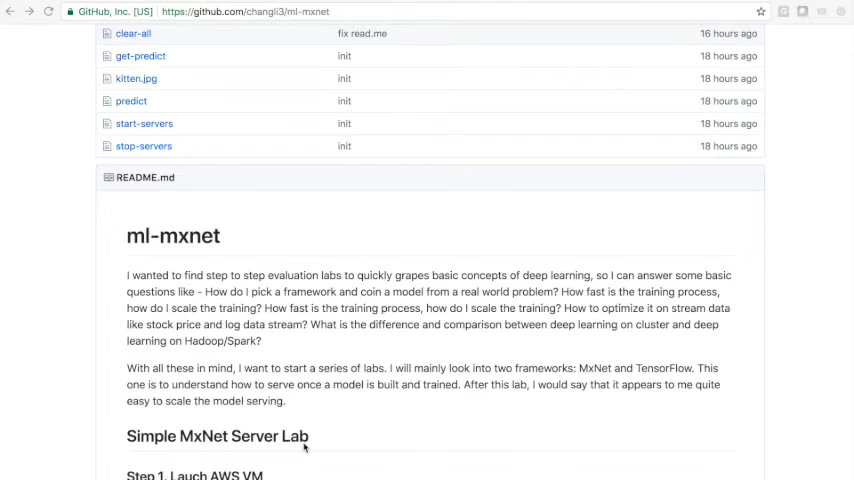 GitHub, Inc. [US] https://github.com/changli3/ml-mxnet
clear-all fix read.me 16 hours ago
get-predict init 18 hours ago
kitten.jpg init 18 hours ago
predict init 18 hours ago
start-servers init 18 hours ago
stop-servers init 18 hours ago
README.md
ml-mxnet
I wanted to find step to step evaluation labs to quickly grapes basic concepts of deep learning, so I can answer some basic
questions like - How do I pick a framework and coin a model from a real world problem? How fast is the training process,
how do I scale the training? How fast is the training process, how do I scale the training? How to optimize it on stream data
like stock price and log data stream? What is the difference and comparison between deep learning on cluster and deep
learning on Hadoop/Spark?
With all these in mind, I want to start a series of labs. I will mainly look into two frameworks: MxNet and TensorFlow. This
one is to understand how to serve once a model is built and trained. After this lab, I would say that it appears to me quite
easy to scale the model serving.
Simple MxNet Server Lab
Step 1. Lauch AWS VM